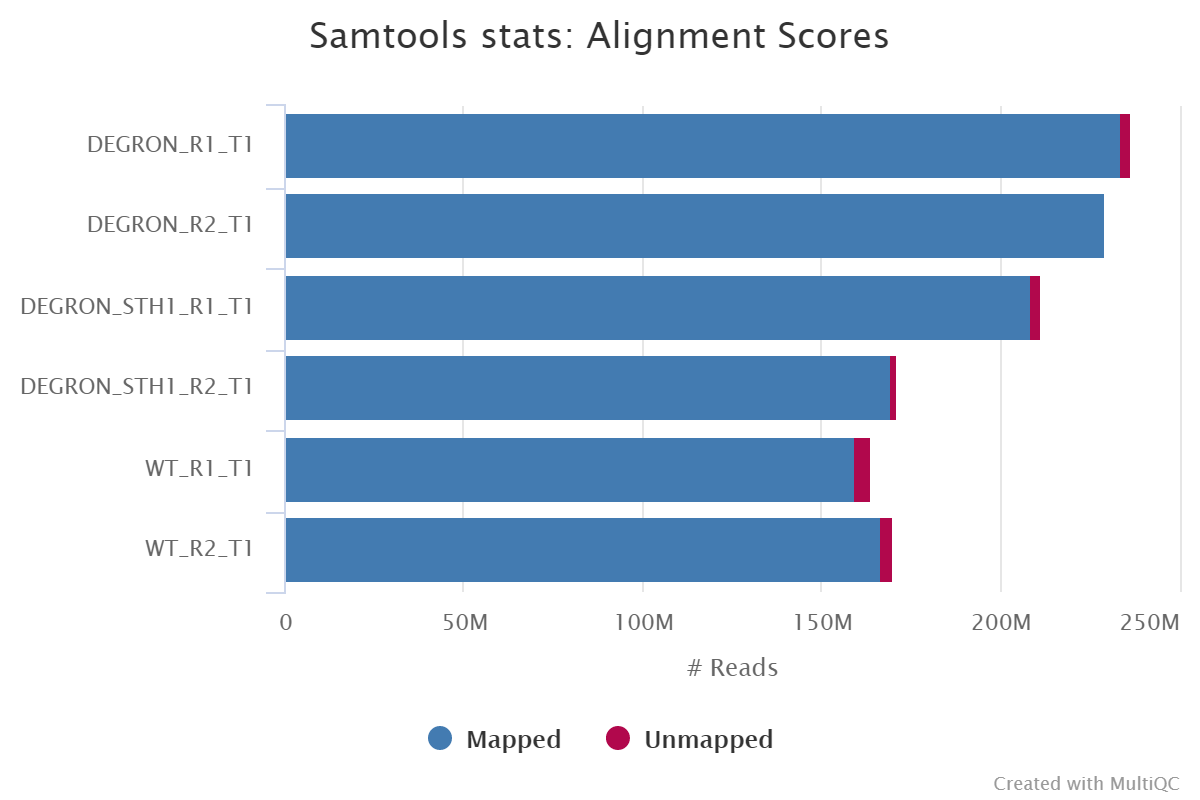 Samtools stats: Alignment Scores
DEGRON_R1_T1
DEGRON_R2_T1
DEGRON_STH1_R1_T1
DEGRON_STH1_R2_T1
WT_R1_T1
WT_R2_T1
0 50M 100M 150M 200M 250M
# Reads
Mapped Unmapped
Created with MultiQC